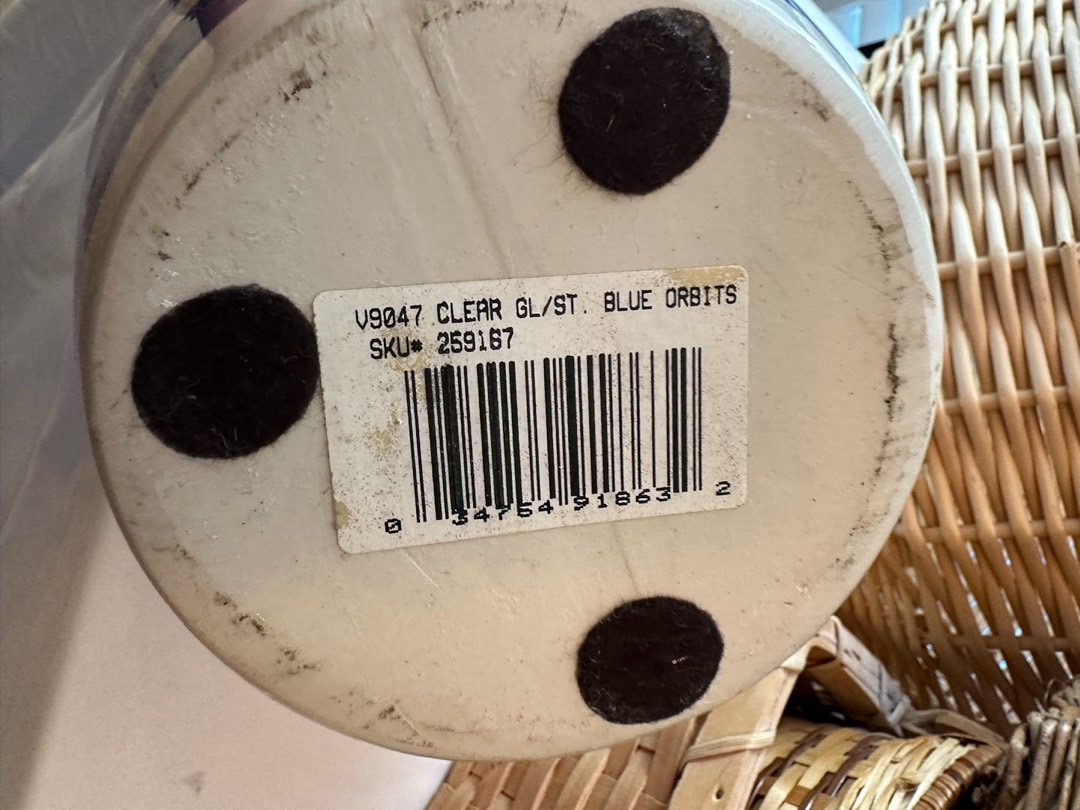 V9047 CLEAR GL/ST. BLUE ORBITS
SKU# 259167
0 34754 91863 2